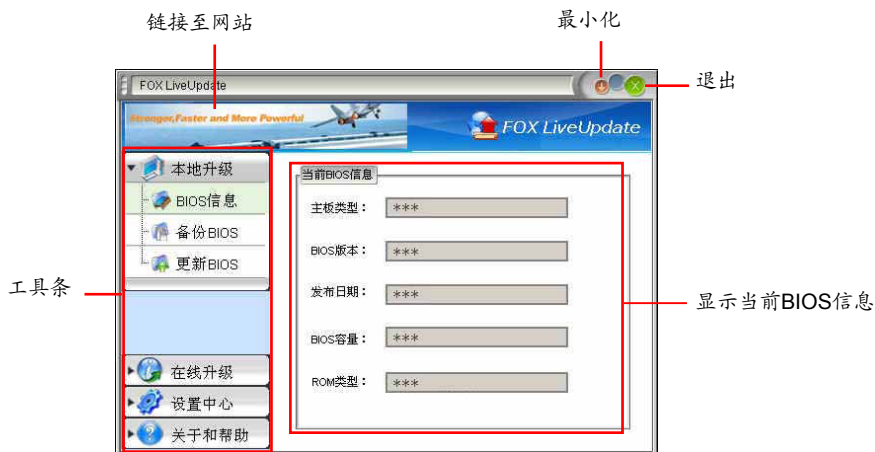 链接至网站
最小化
退出
FOX LiveUpdate
Stronger,Faster and More Powerful
FOX LiveUpdate
本地升级
BIOS信息
备份BIOS
更新BIOS
在线升级
设置中心
关于和帮助
工具条
当前BIOS信息
主板类型： ***
BIOS版本： ***
发布日期： ***
BIOS容量： ***
ROM类型： ***
显示当前BIOS信息